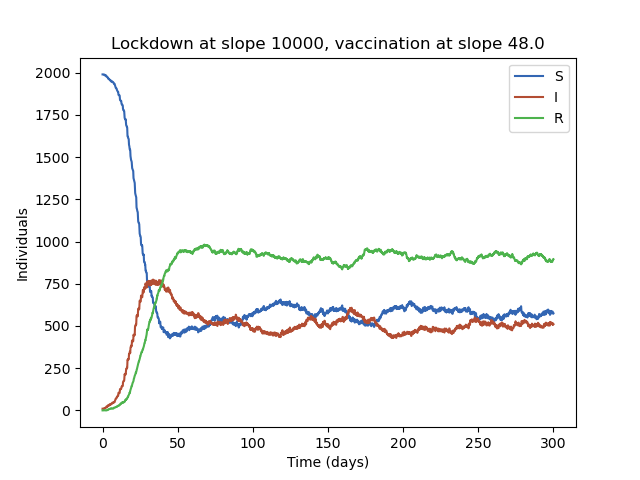 Lockdown at slope 10000, vaccination at slope 48.0
Individuals
2000
1750
1500
1250
1000
750
500
250
0
S
I
R
0 50 100 150 200 250 300
Time (days)